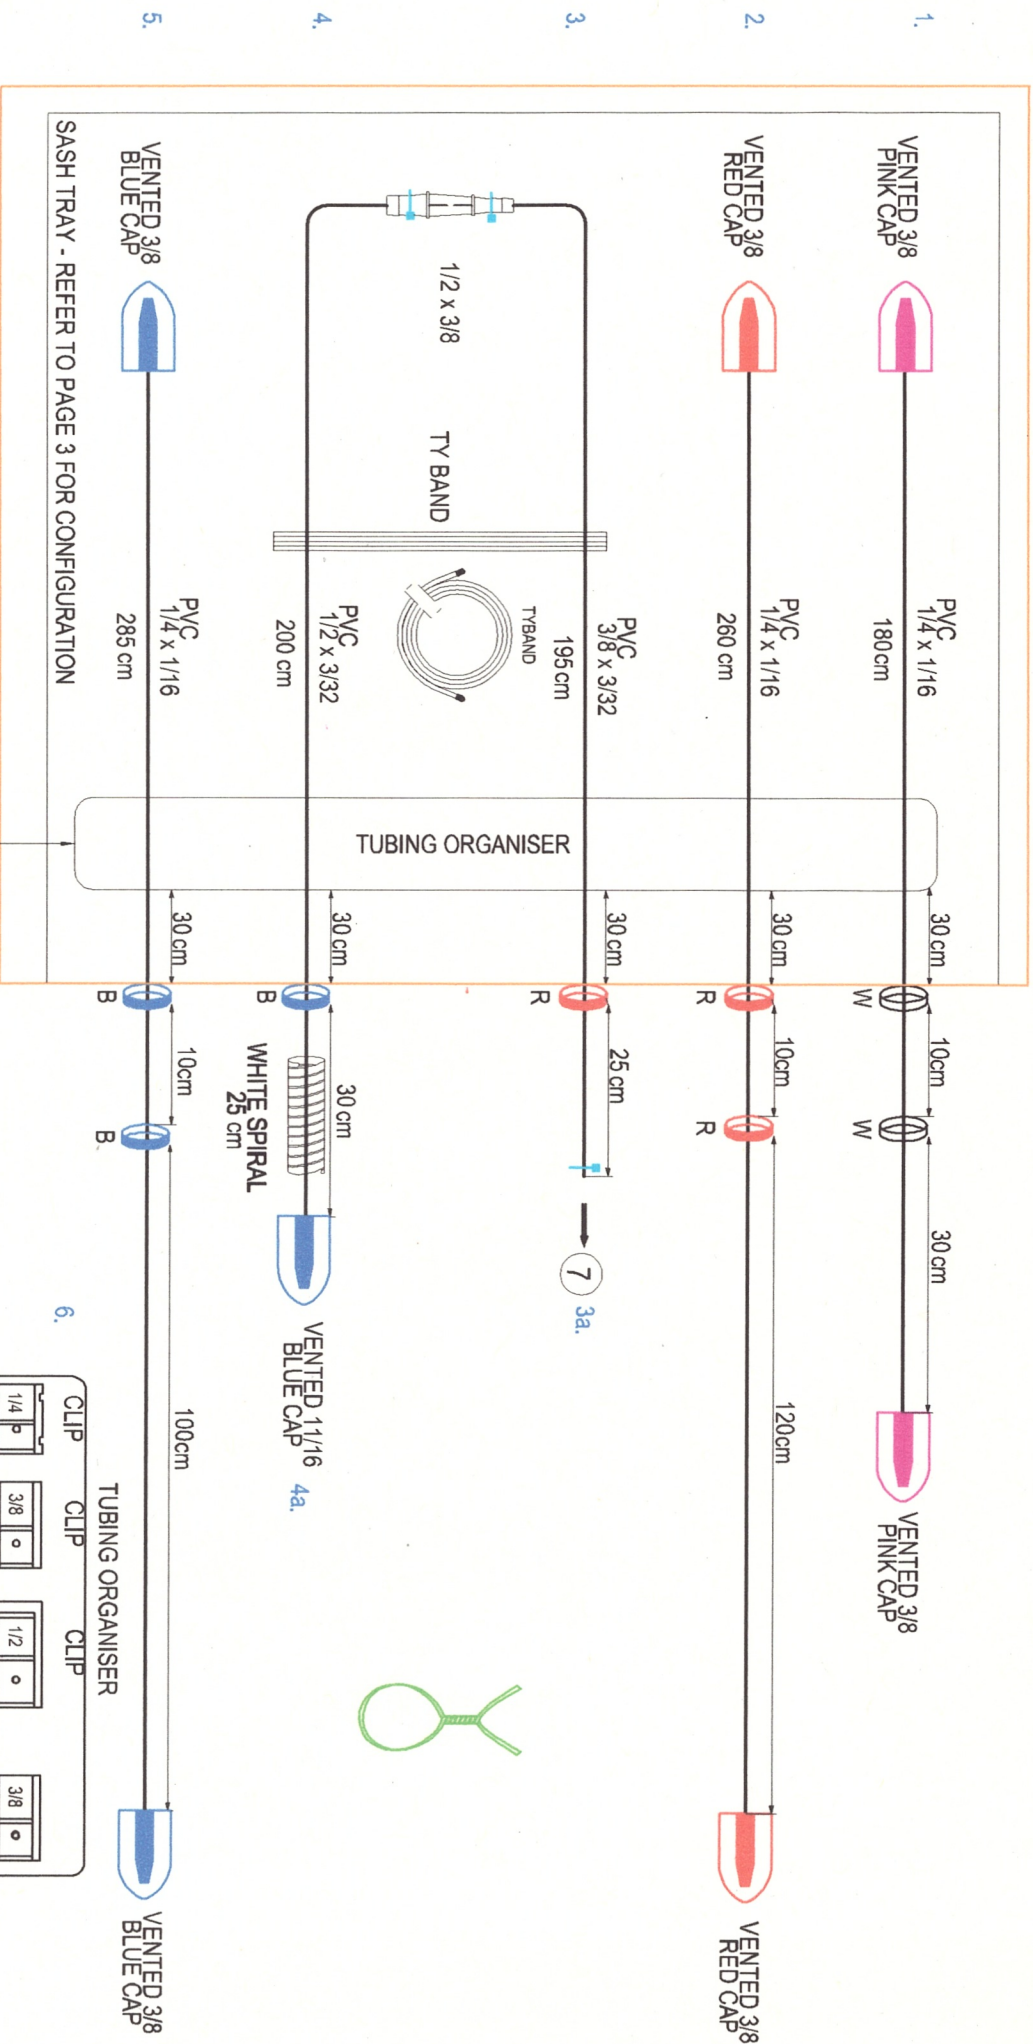 1.
VENTED 3/8
PINK CAP
PVC
1/4 x 1/16
180cm
30 cm
W
10cm
W
30 cm
VENTED 3/8
PINK CAP
2.
VENTED 3/8
RED CAP
PVC
1/4 x 1/16
260 cm
30 cm
R
10cm
R
120cm
VENTED 3/8
RED CAP
3.
PVC
3/8 x 3/32
195cm
30 cm
R
25 cm
7
3a.
1/2 x 3/8
TY BAND
TYBAND
TUBING ORGANISER
4.
PVC
1/2 x 3/32
200 cm
30 cm
B
30 cm
WHITE SPIRAL
25 cm
VENTED 11/16
BLUE CAP
4a.
5.
VENTED 3/8
BLUE CAP
PVC
1/4 x 1/16
285 cm
30 cm
B
10cm
B
100cm
VENTED 3/8
BLUE CAP
SASH TRAY - REFER TO PAGE 3 FOR CONFIGURATION
6.
TUBING ORGANISER
CLIP
CLIP
CLIP
1/4
3/8
1/2
3/8